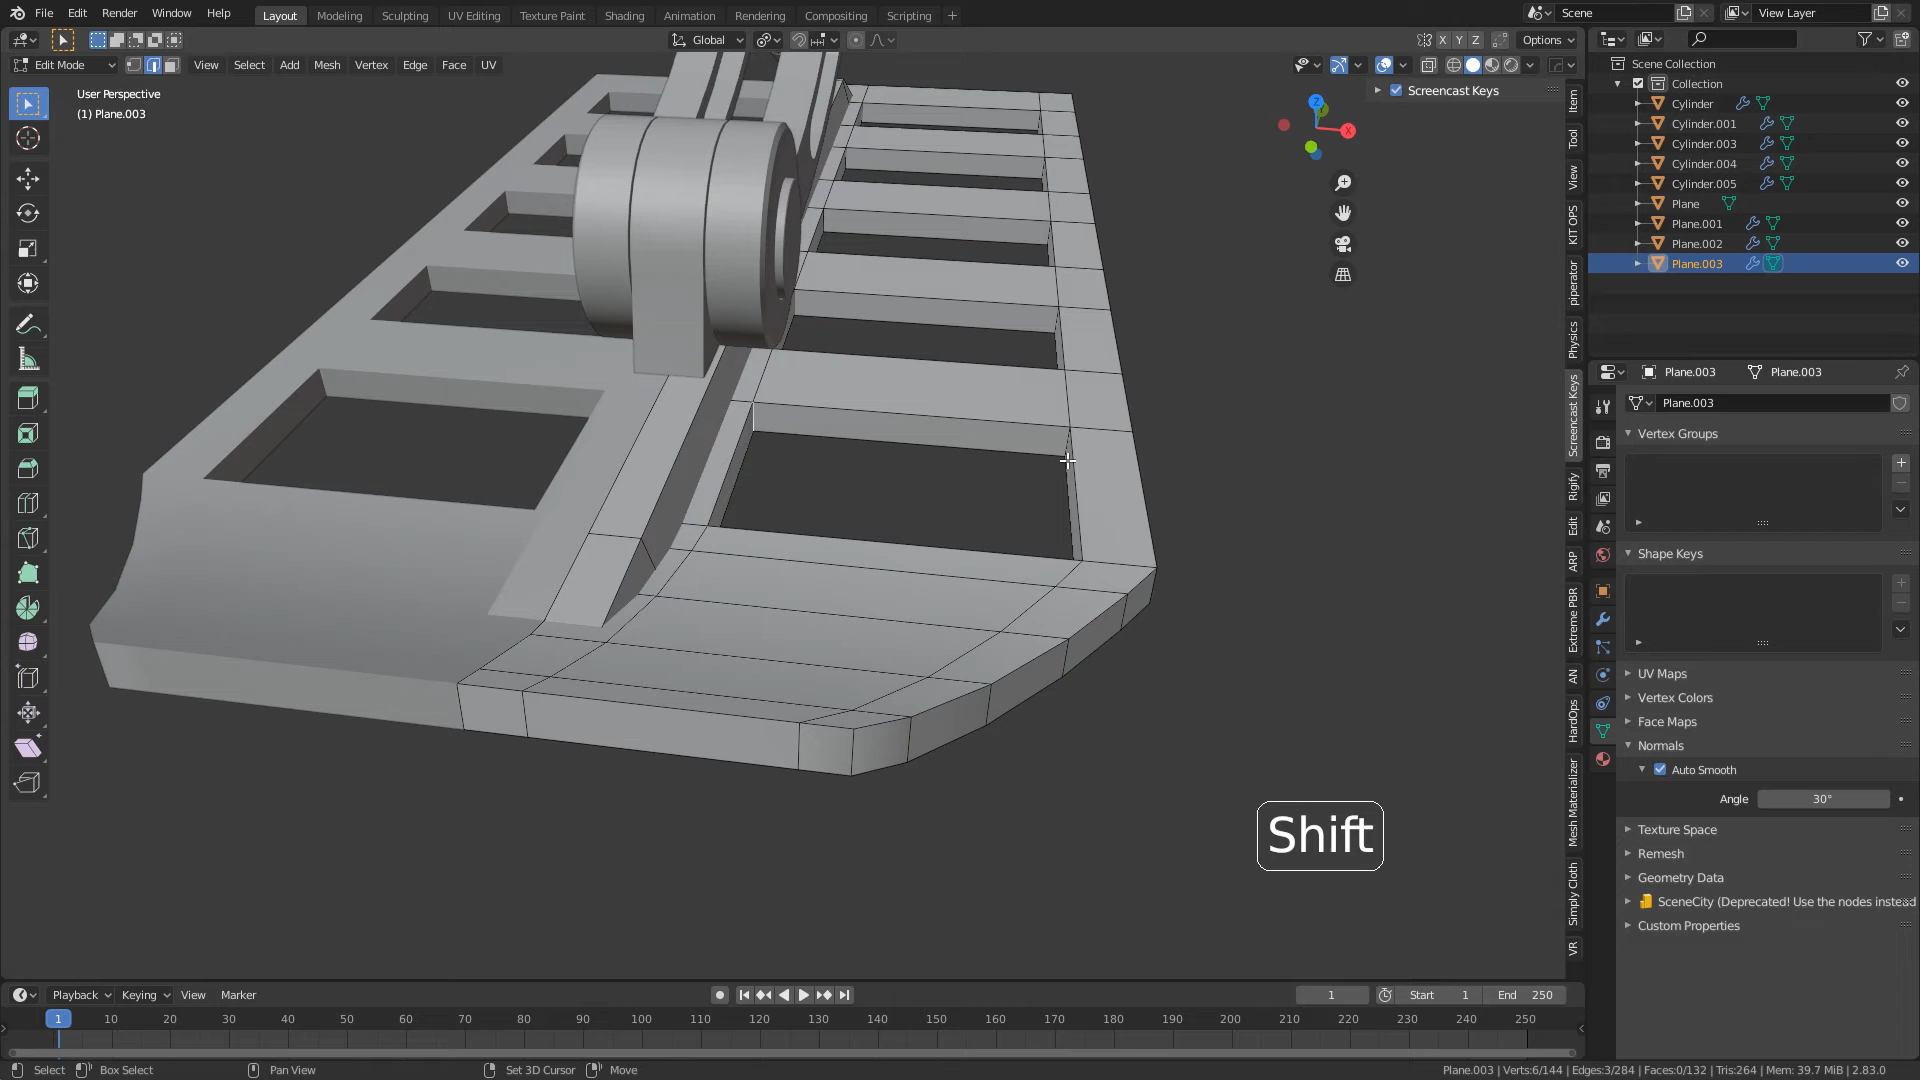 File Edit Render Window Help
Layout Modeling Sculpting UV Editing Texture Paint Shading Animation Rendering Compositing Scripting
Scene
View Layer
Global
X Y Z
Options
Edit Mode
View Select Add Mesh Vertex Edge Face UV
User Perspective
(1) Plane.003
Screencast Keys
Z
X
Item
Tool
View
KIT OPS
piperator
Physics
Screencast Keys
Rigify
Edit
ARP
Extreme PBR
AN
HardOps
Mesh Materializer
Simply Cloth
VR
Shift
Scene Collection
Collection
Cylinder
Cylinder.001
Cylinder.003
Cylinder.004
Cylinder.005
Plane
Plane.001
Plane.002
Plane.003
Plane.003 Plane.003
Plane.003
Vertex Groups
Shape Keys
UV Maps
Vertex Colors
Face Maps
Normals
Auto Smooth
Angle 30°
Texture Space
Remesh
Geometry Data
SceneCity (Deprecated! Use the nodes instead
Custom Properties
Playback Keying View Marker
1
Start 1
End 250
1 10 20 30 40 50 60 70 80 90 100 110 120 130 140 150 160 170 180 190 200 210 220 230 240 250
Select Box Select Pan View Set 3D Cursor Move
Plane.003 | Verts:6/144 | Edges:3/284 | Faces:0/132 | Tris:264 | Mem: 39.7 MiB | 2.83.0